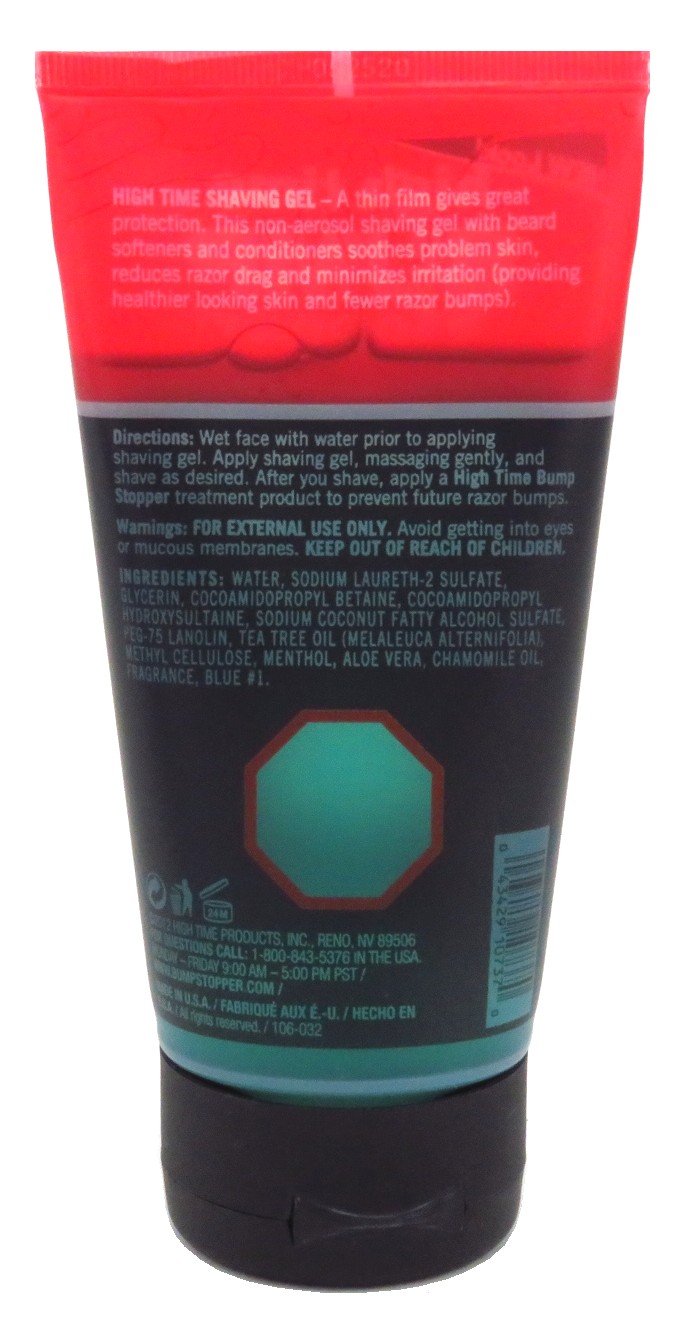 HIGH TIME SHAVING GEL – A thin film gives great
protection. This non-aerosol shaving gel with beard
softeners and conditioners soothes problem skin,
reduces razor drag and minimizes irritation (providing
healthier looking skin and fewer razor bumps).
Directions: Wet face with water prior to applying
shaving gel. Apply shaving gel, massaging gently, and
shave as desired. After you shave, apply a High Time Bump
Stopper treatment product to prevent future razor bumps.
Warnings: FOR EXTERNAL USE ONLY. Avoid getting into eyes
or mucous membranes. KEEP OUT OF REACH OF CHILDREN.
INGREDIENTS: WATER, SODIUM LAURETH-2 SULFATE,
GLYCERIN, COCOAMIDOPROPYL BETAINE, COCOAMIDOPROPYL
HYDROXYSULTAINE, SODIUM COCONUT FATTY ALCOHOL SULFATE,
PEG-75 LANOLIN, TEA TREE OIL (MELALEUCA ALTERNIFOLIA),
METHYL CELLULOSE, MENTHOL, ALOE VERA, CHAMOMILE OIL,
FRAGRANCE, BLUE #1.
24M
HIGH TIME PRODUCTS, INC., RENO, NV 89506
QUESTIONS CALL: 1-800-843-5376 IN THE USA.
– FRIDAY 9:00 AM – 5:00 PM PST /
.BUMPSTOPPER.COM /
IN U.S.A. / FABRIQUÉ AUX É.-U. / HECHO EN
/ All rights reserved. / 106-032